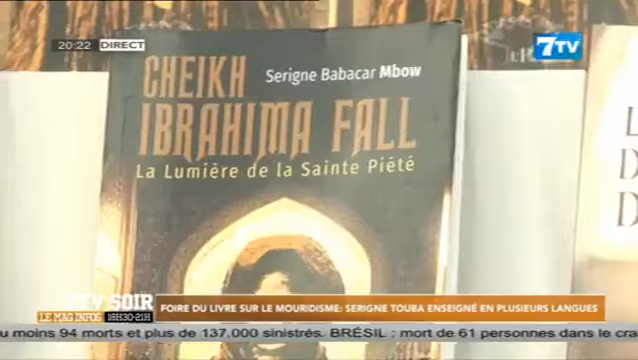 20:22 DIRECT
7TV
CHEIKH
Serigne Babacar Mbow
IBRAHIMA FALL
La Lumière de la Sainte Piété
L
D
D
SOIR
LE MAG INFOS 18H30-21H
FOIRE DU LIVRE SUR LE MOURIDISME: SERIGNE TOUBA ENSEIGNÉ EN PLUSIEURS LANGUES
u moins 94 morts et plus de 137.000 sinistrés. BRÉSIL : mort de 61 personnes dans le cra